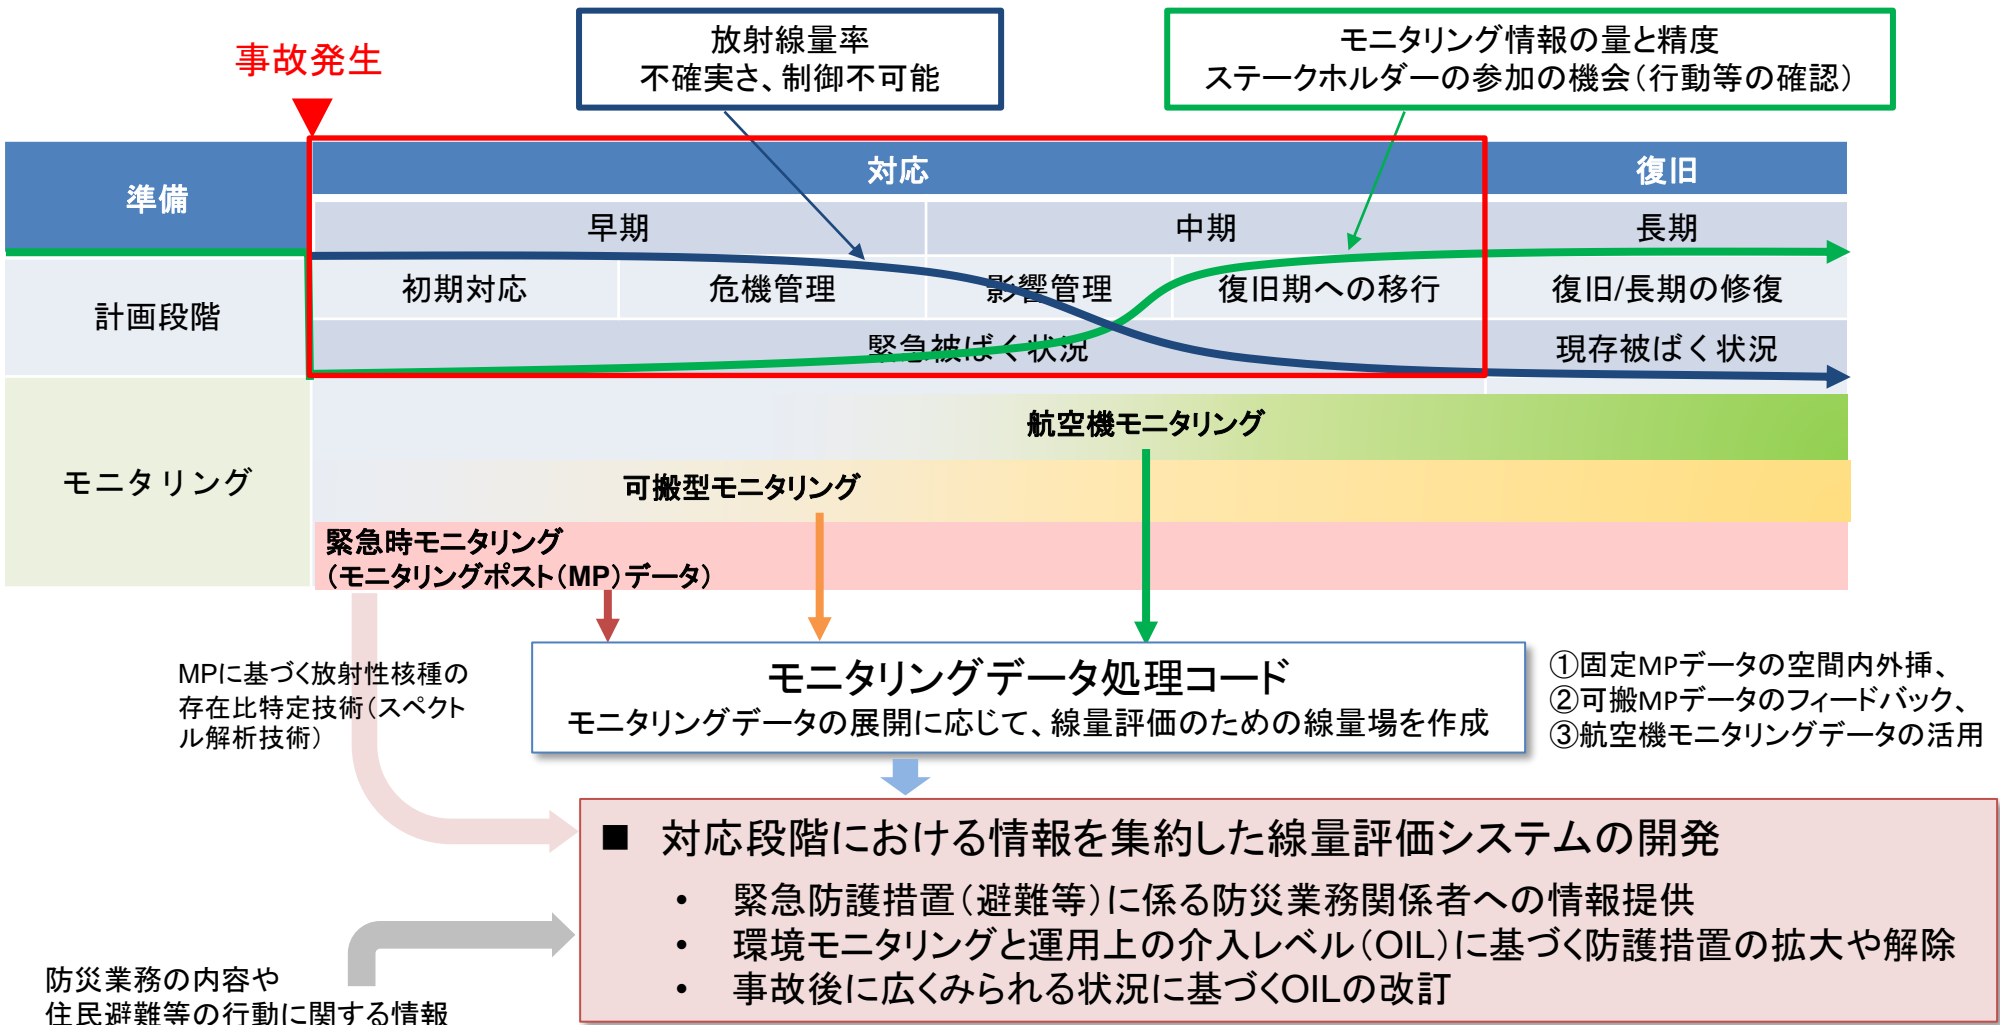 放射線量率
不確実さ、制御不可能
モニタリング情報の量と精度
ステークホルダーの参加の機会（行動等の確認）
事故発生
準備
対応
復旧
早期
中期
長期
計画段階
初期対応
危機管理
影響管理
復旧期への移行
復旧/長期の修復
緊急被ばく状況
現存被ばく状況
モニタリング
航空機モニタリング
可搬型モニタリング
緊急時モニタリング
（モニタリングポスト（MP）データ）
MPに基づく放射性核種の
存在比特定技術（スペクト
ル解析技術）
モニタリングデータ処理コード
モニタリングデータの展開に応じて、線量評価のための線量場を作成
①固定MPデータの空間内外挿、
②可搬MPデータのフィードバック、
③航空機モニタリングデータの活用
■ 対応段階における情報を集約した線量評価システムの開発
• 緊急防護措置（避難等）に係る防災業務関係者への情報提供
• 環境モニタリングと運用上の介入レベル（OIL）に基づく防護措置の拡大や解除
• 事故後に広くみられる状況に基づくOILの改訂
防災業務の内容や
住民避難等の行動に関する情報